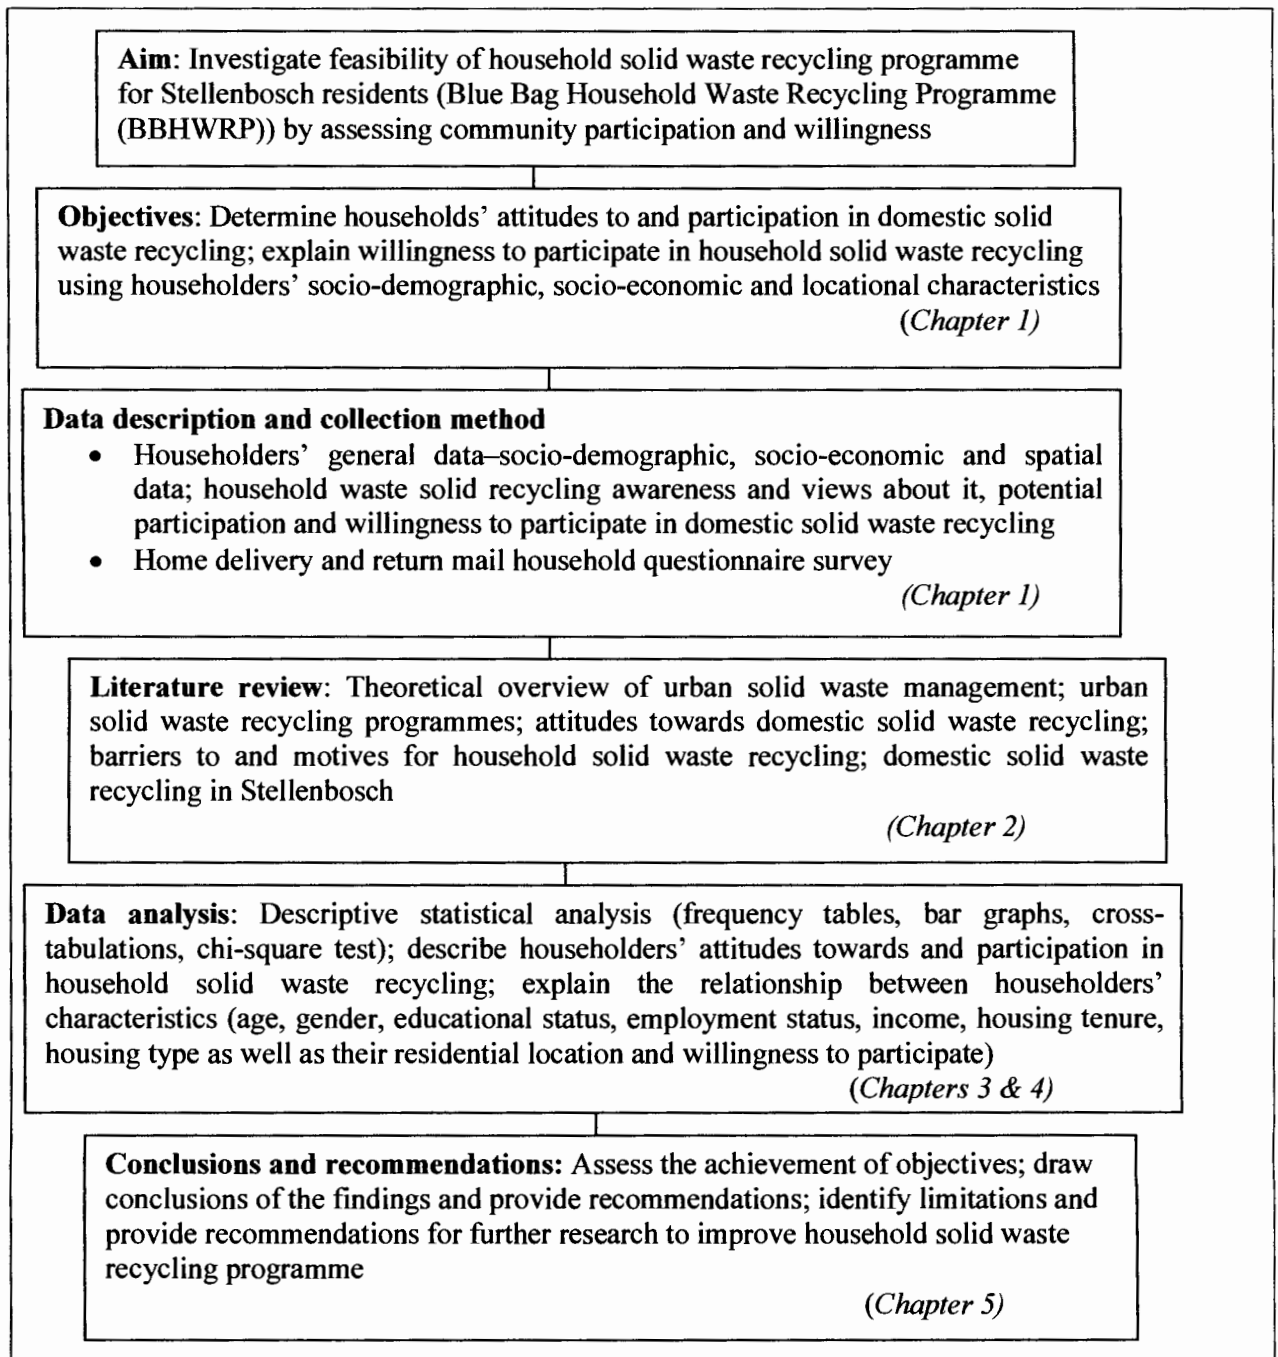 Aim: Investigate feasibility of household solid waste recycling programme
for Stellenbosch residents (Blue Bag Household Waste Recycling Programme
(BBHWRP)) by assessing community participation and willingness
Objectives: Determine households' attitudes to and participation in domestic solid
waste recycling; explain willingness to participate in household solid waste recycling
using householders' socio-demographic, socio-economic and locational characteristics
(Chapter 1)
Data description and collection method
• Householders' general data–socio-demographic, socio-economic and spatial
data; household waste solid recycling awareness and views about it, potential
participation and willingness to participate in domestic solid waste recycling
• Home delivery and return mail household questionnaire survey
(Chapter 1)
Literature review: Theoretical overview of urban solid waste management; urban
solid waste recycling programmes; attitudes towards domestic solid waste recycling;
barriers to and motives for household solid waste recycling; domestic solid waste
recycling in Stellenbosch
(Chapter 2)
Data analysis: Descriptive statistical analysis (frequency tables, bar graphs, cross-
tabulations, chi-square test); describe householders' attitudes towards and participation in
household solid waste recycling; explain the relationship between householders'
characteristics (age, gender, educational status, employment status, income, housing tenure,
housing type as well as their residential location and willingness to participate)
(Chapters 3 & 4)
Conclusions and recommendations: Assess the achievement of objectives; draw
conclusions of the findings and provide recommendations; identify limitations and
provide recommendations for further research to improve household solid waste
recycling programme
(Chapter 5)